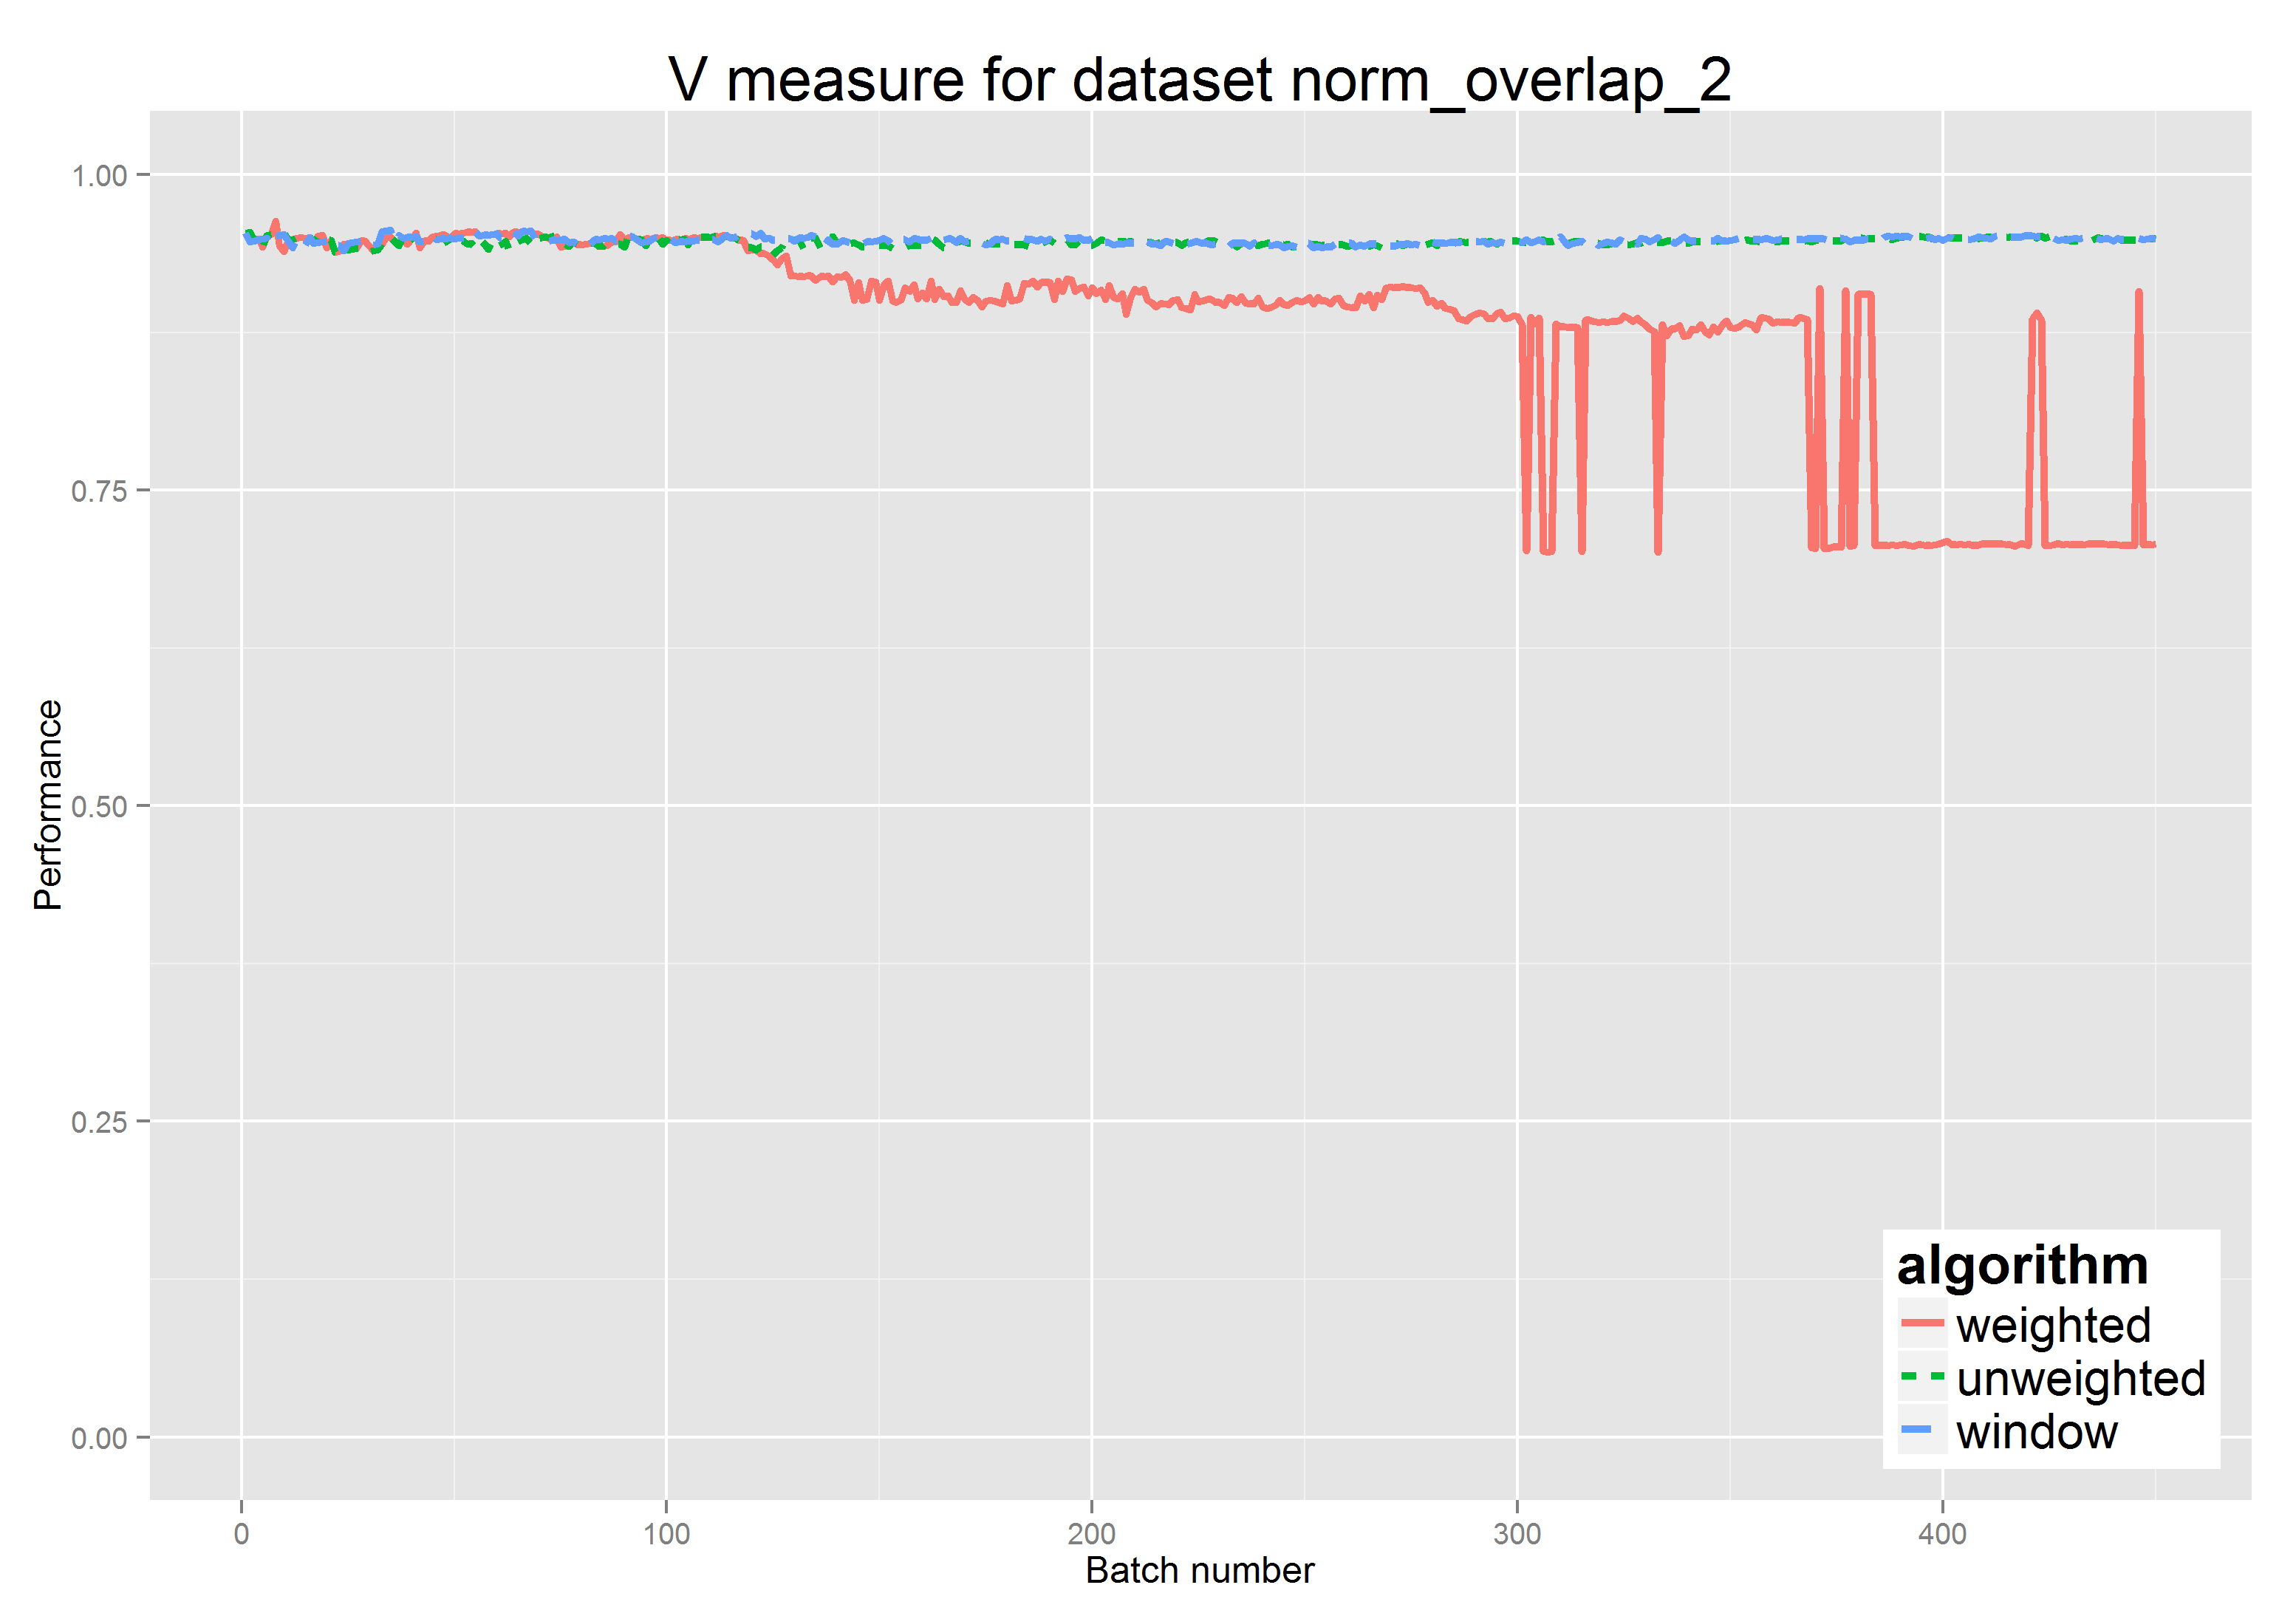 V measure for dataset norm_overlap_2
1.00
0.75
0.50
0.25
0.00
Performance
0
100
200
300
400
Batch number
algorithm
weighted
unweighted
window